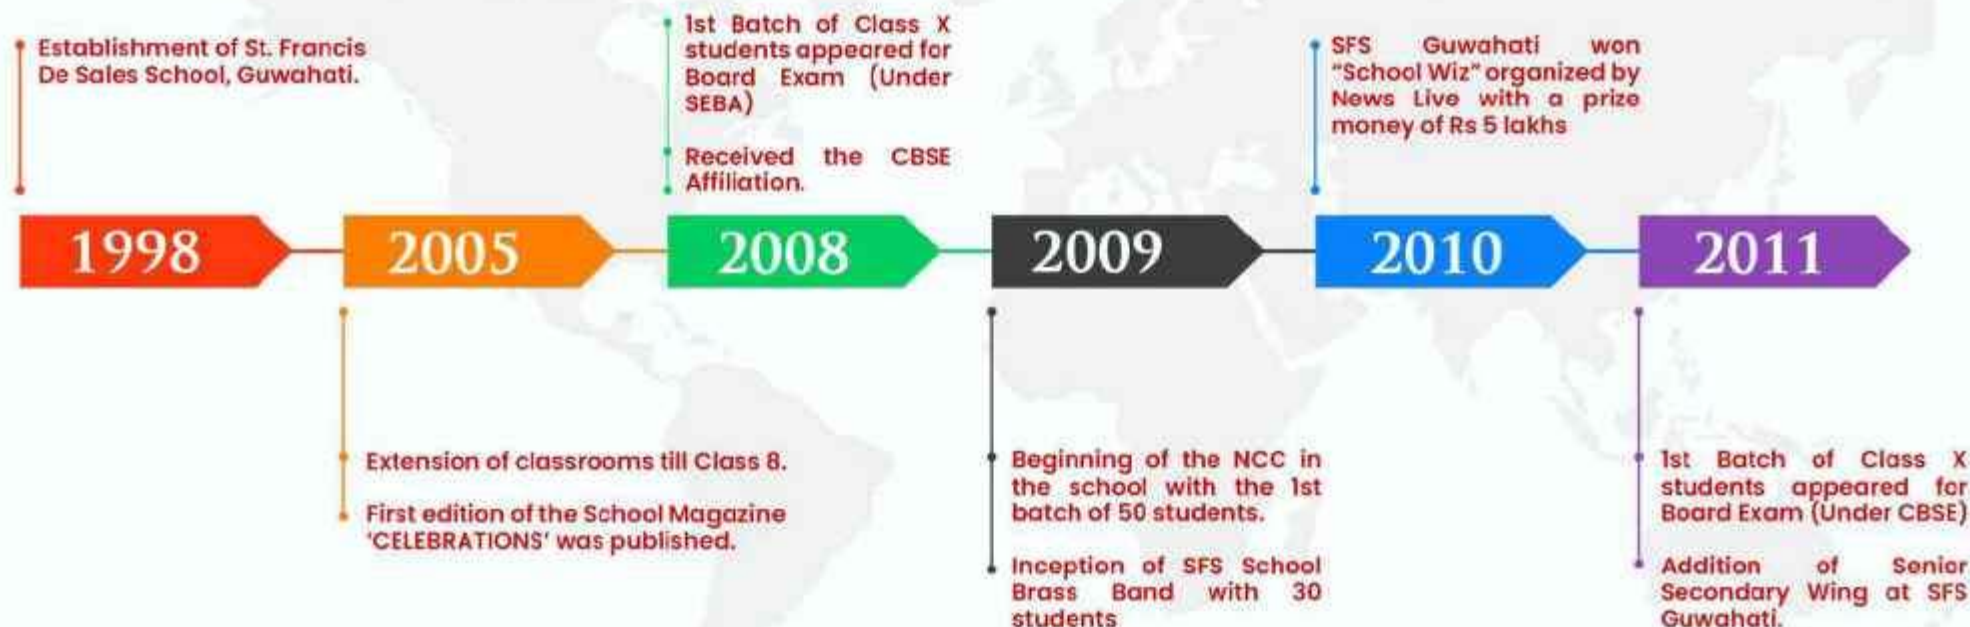 Establishment of St. Francis
De Sales School, Guwahati.
1st Batch of Class X
students appeared for
Board Exam (Under
SEBA)
Received the CBSE
Affiliation.
SFS Guwahati won
"School Wiz" organized by
News Live with a prize
money of Rs 5 lakhs
1998
2005
2008
2009
2010
2011
Extension of classrooms till Class 8.
First edition of the School Magazine
'CELEBRATIONS' was published.
Beginning of the NCC in
the school with the 1st
batch of 50 students.
Inception of SFS School
Brass Band with 30
students
1st Batch of Class X
students appeared for
Board Exam (Under CBSE)
Addition of Senior
Secondary Wing at SFS
Guwahati.